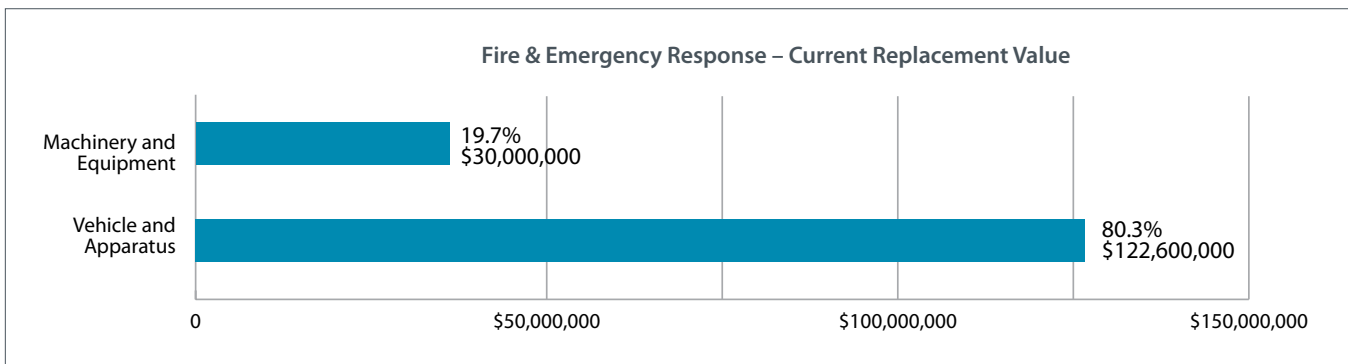 Fire & Emergency Response – Current Replacement Value
Machinery and
Equipment
19.7%
$30,000,000
Vehicle and
Apparatus
80.3%
$122,600,000
0
$50,000,000
$100,000,000
$150,000,000